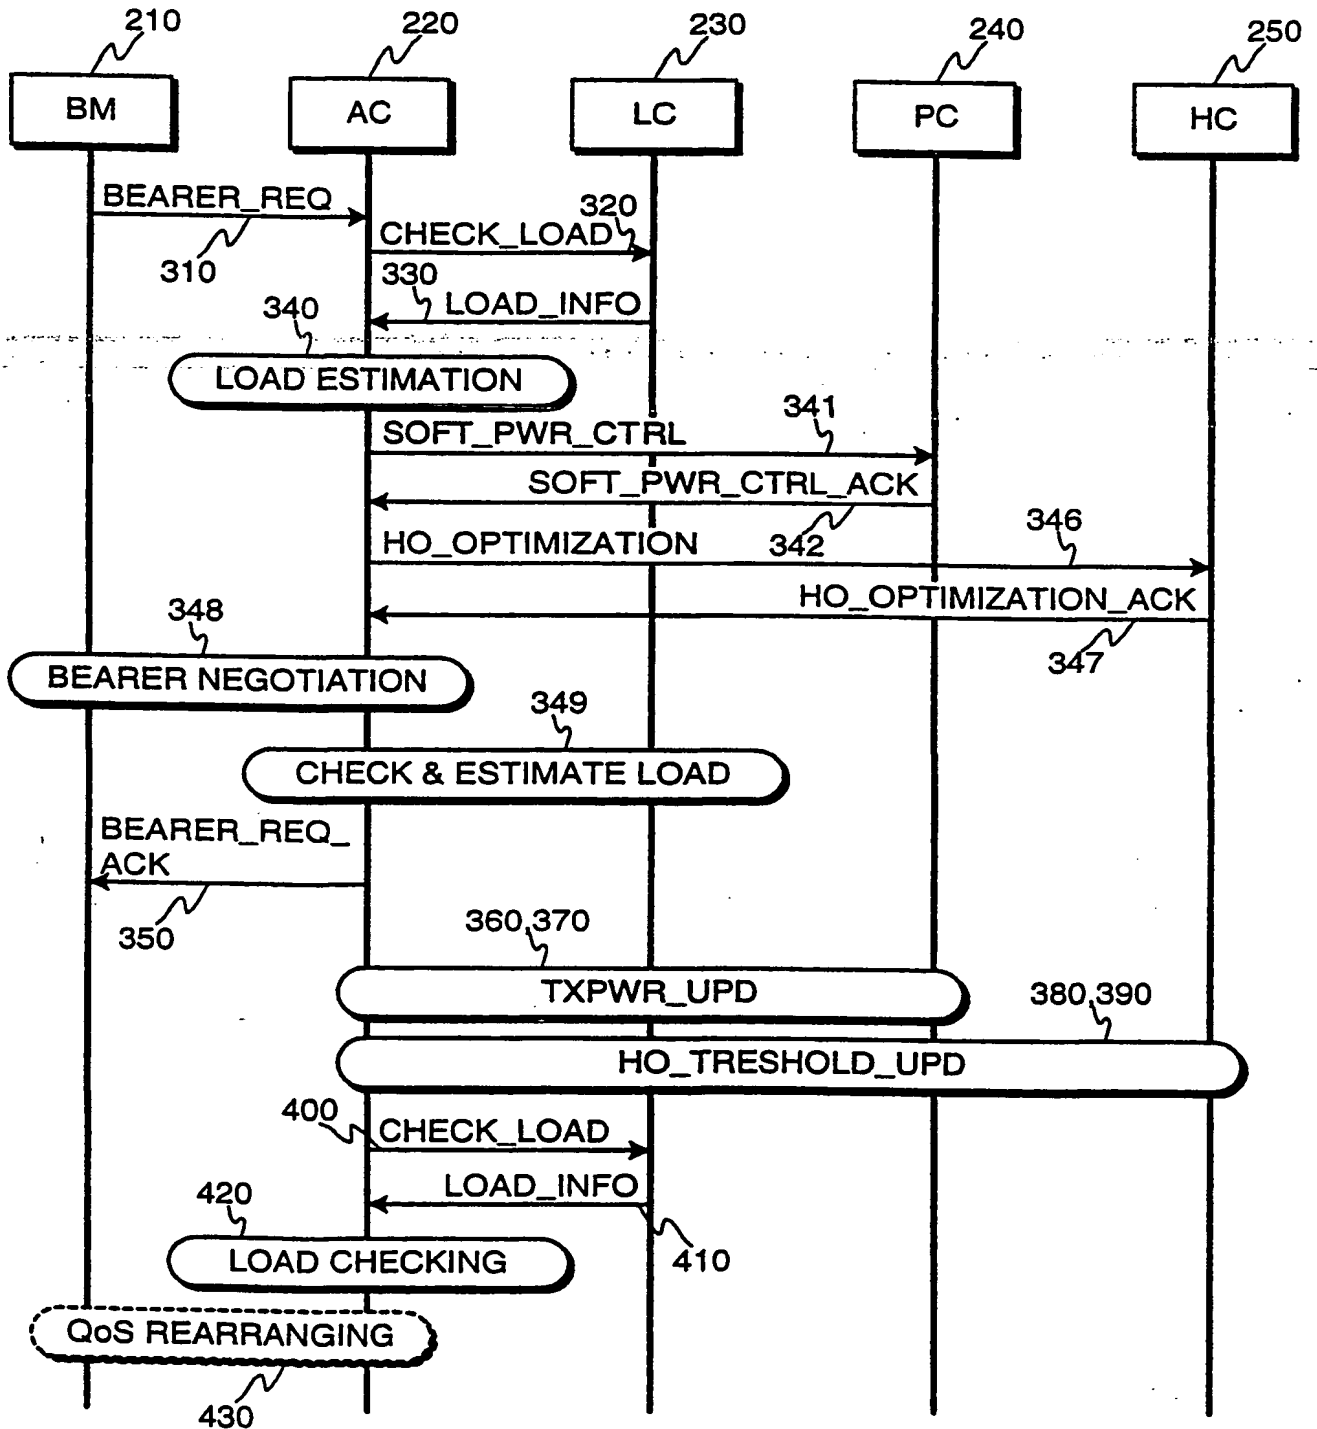 210
220
230
240
250
BM
AC
LC
PC
HC
BEARER_REQ
310
320
CHECK_LOAD
330
LOAD_INFO
340
LOAD ESTIMATION
341
SOFT_PWR_CTRL
SOFT_PWR_CTRL_ACK
342
346
HO_OPTIMIZATION
HO_OPTIMIZATION_ACK
347
348
BEARER NEGOTIATION
349
CHECK & ESTIMATE LOAD
BEARER_REQ_
ACK
350
360,370
TXPWR_UPD
380,390
HO_TRESHOLD_UPD
400
CHECK_LOAD
LOAD_INFO
410
420
LOAD CHECKING
QoS REARRANGING
430